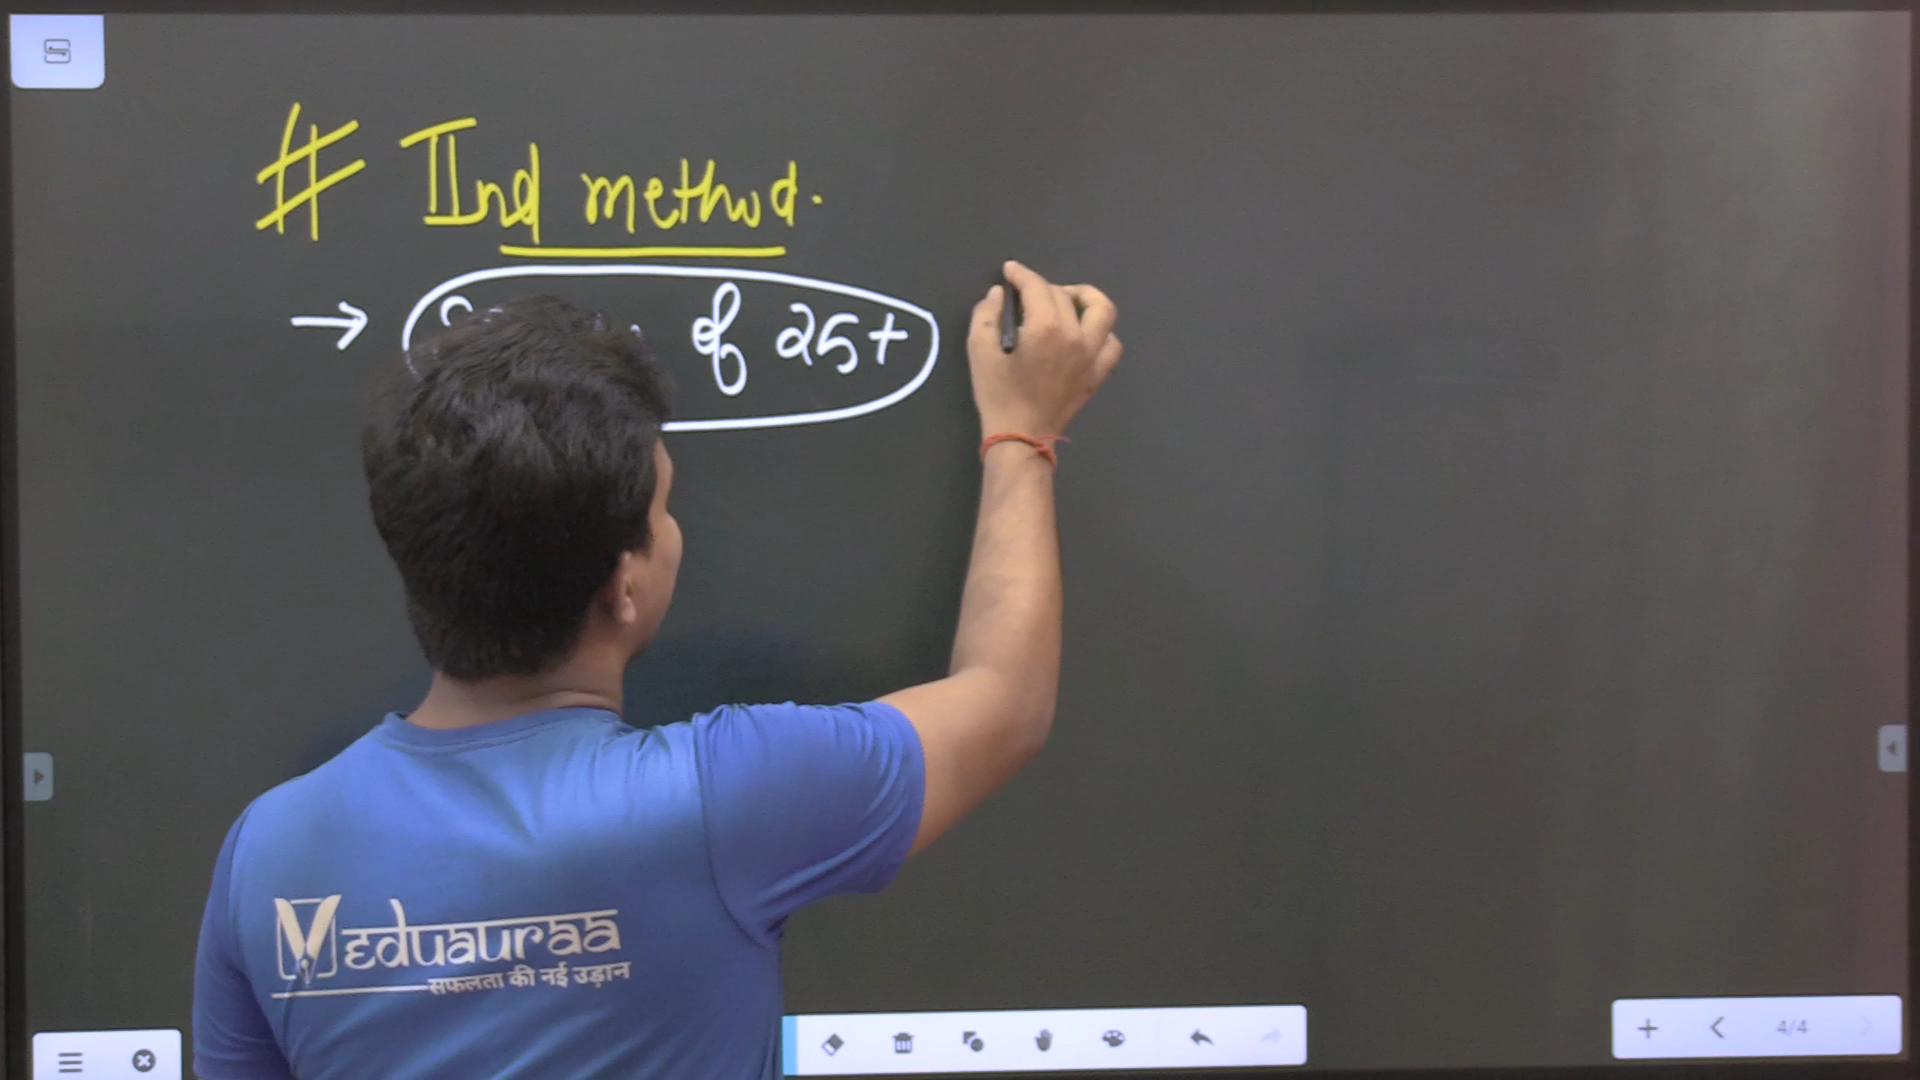 # IInd method.
→ of 25+
eduauraa
सफलता की नई उड़ान
4/4